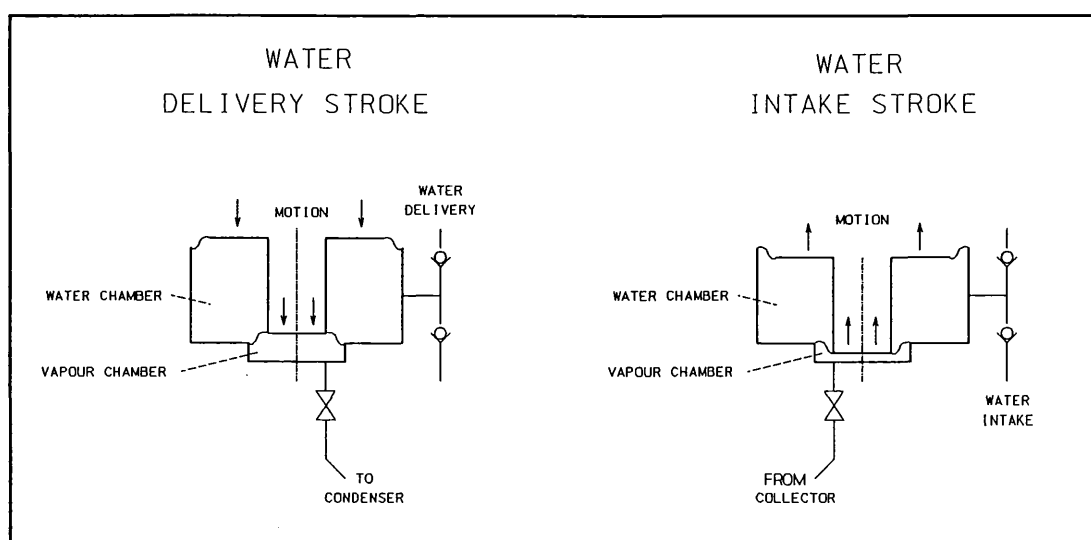 WATER
DELIVERY STROKE
WATER
DELIVERY
MOTION
WATER CHAMBER
VAPOUR CHAMBER
TO
CONDENSER
WATER
INTAKE STROKE
MOTION
WATER CHAMBER
VAPOUR CHAMBER
WATER
INTAKE
FROM
COLLECTOR